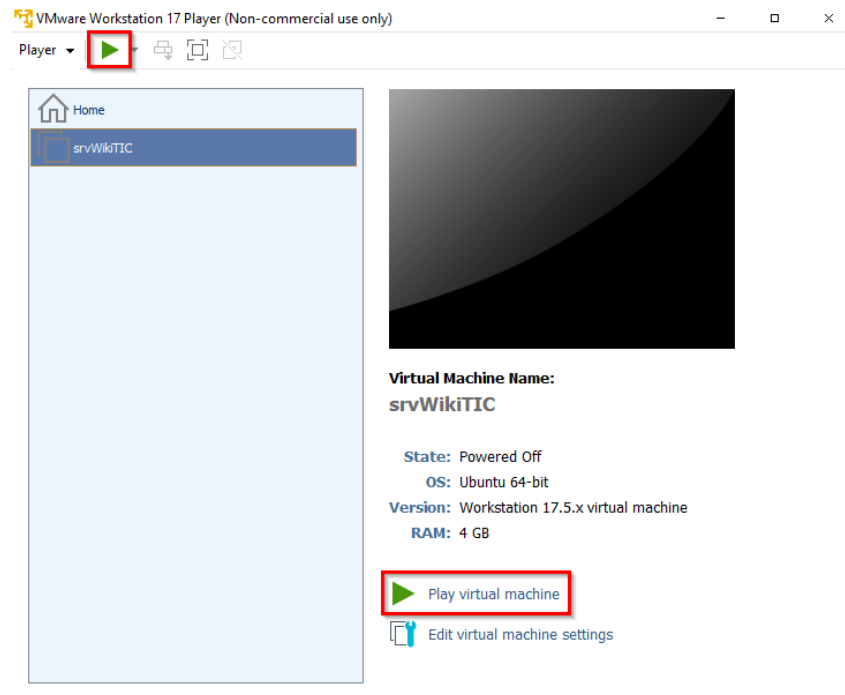 VMware Workstation 17 Player (Non-commercial use only)
Player
Home
srvWikiTIC
Virtual Machine Name:
srvWikiTIC
State: Powered Off
OS: Ubuntu 64-bit
Version: Workstation 17.5.x virtual machine
RAM: 4 GB
Play virtual machine
Edit virtual machine settings